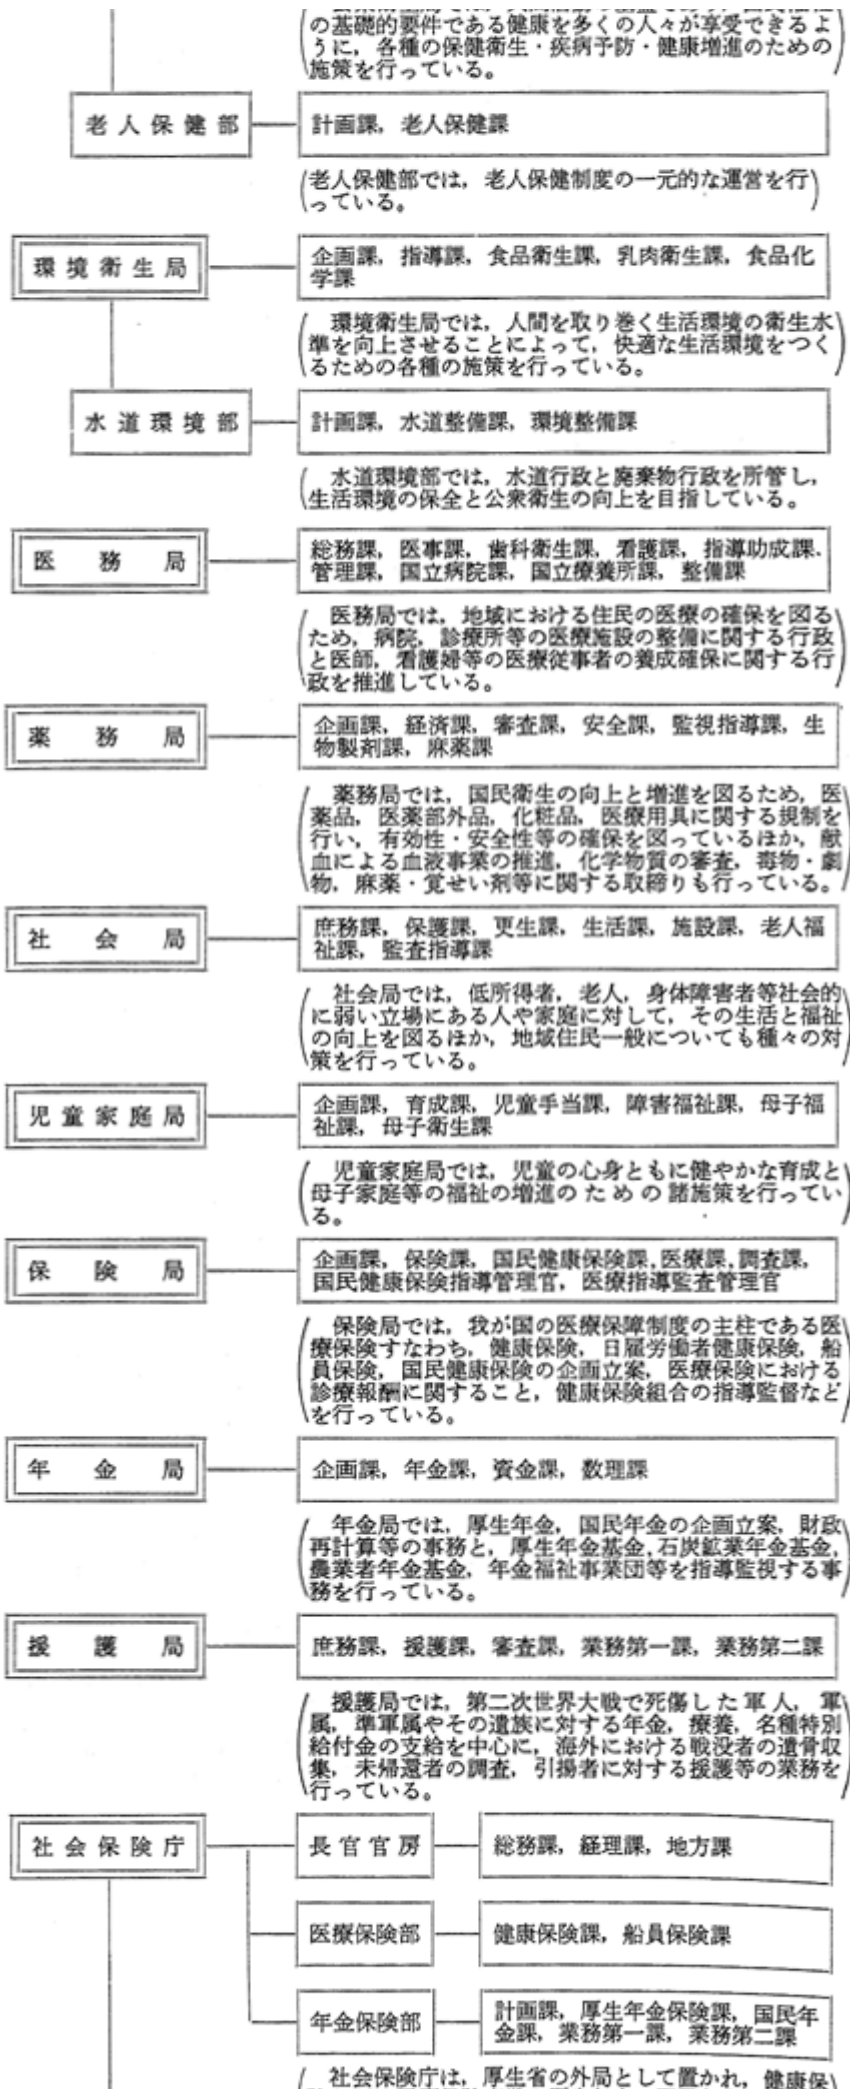 の基礎的要件である健康を多くの人々が享受できるよ
うに，各種の保健衛生・疾病予防・健康増進のための
施策を行っている。
老人保健部
計画課，老人保健課
老人保健部では，老人保健制度の一元的な運営を行
っている。
環境衛生局
企画課，指導課，食品衛生課，乳肉衛生課，食品化
学課
環境衛生局では，人間を取り巻く生活環境の衛生水
準を向上させることによって，快適な生活環境をつく
るための各種の施策を行っている。
水道環境部
計画課，水道整備課，環境整備課
水道環境部では，水道行政と廃棄物行政を所管し，
生活環境の保全と公衆衛生の向上を目指している。
医務局
総務課，医事課，歯科衛生課，看護課，指導助成課，
管理課，国立病院課，国立療養所課，整備課
医務局では，地域における住民の医療の確保を図る
ため，病院，診療所等の医療施設の整備に関する行政
と医師，看護婦等の医療従事者の養成確保に関する行
政を推進している。
薬務局
企画課，経済課，審査課，安全課，監視指導課，生
物製剤課，麻薬課
薬務局では，国民衛生の向上と増進を図るため，医
薬品，医薬部外品，化粧品，医療用具に関する規制を
行い，有効性・安全性等の確保を図っているほか，献
血による血液事業の推進，化学物質の審査，毒物・劇
物，麻薬・覚せい剤等に関する取締りも行っている。
社会局
庶務課，保護課，更生課，生活課，施設課，老人福
祉課，監査指導課
社会局では，低所得者，老人，身体障害者等社会的
に弱い立場にある人や家庭に対して，その生活と福祉
の向上を図るほか，地域住民一般についても種々の対
策を行っている。
児童家庭局
企画課，育成課，児童手当課，障害福祉課，母子福
祉課，母子衛生課
児童家庭局では，児童の心身ともに健やかな育成と
母子家庭等の福祉の増進のための諸施策を行ってい
る。
保険局
企画課，保険課，国民健康保険課，医療課，調査課，
国民健康保険指導管理官，医療指導監査管理官
保険局では，我が国の医療保障制度の主柱である医
療保険すなわち，健康保険，日雇労働者健康保険，船
員保険，国民健康保険の企画立案，医療保険における
診療報酬に関すること，健康保険組合の指導監督など
を行っている。
年金局
企画課，年金課，資金課，数理課
年金局では，厚生年金，国民年金の企画立案，財政
再計算等の事務と，厚生年金基金，石炭鉱業年金基金，
農業者年金基金，年金福祉事業団等を指導監視する事
務を行っている。
援護局
庶務課，援護課，審査課，業務第一課，業務第二課
援護局では，第二次世界大戦で死傷した軍人，軍
属，準軍属やその遺族に対する年金，療養，名種特別
給付金の支給を中心に，海外における戦没者の遺骨収
集，未帰還者の調査，引揚者に対する援護等の業務を
行っている。
社会保険庁
長官官房
総務課，経理課，地方課
医療保険部
健康保険課，船員保険課
年金保険部
計画課，厚生年金保険課，国民年
金課，業務第一課，業務第二課
社会保険庁は，厚生省の外局として置かれ，健康保